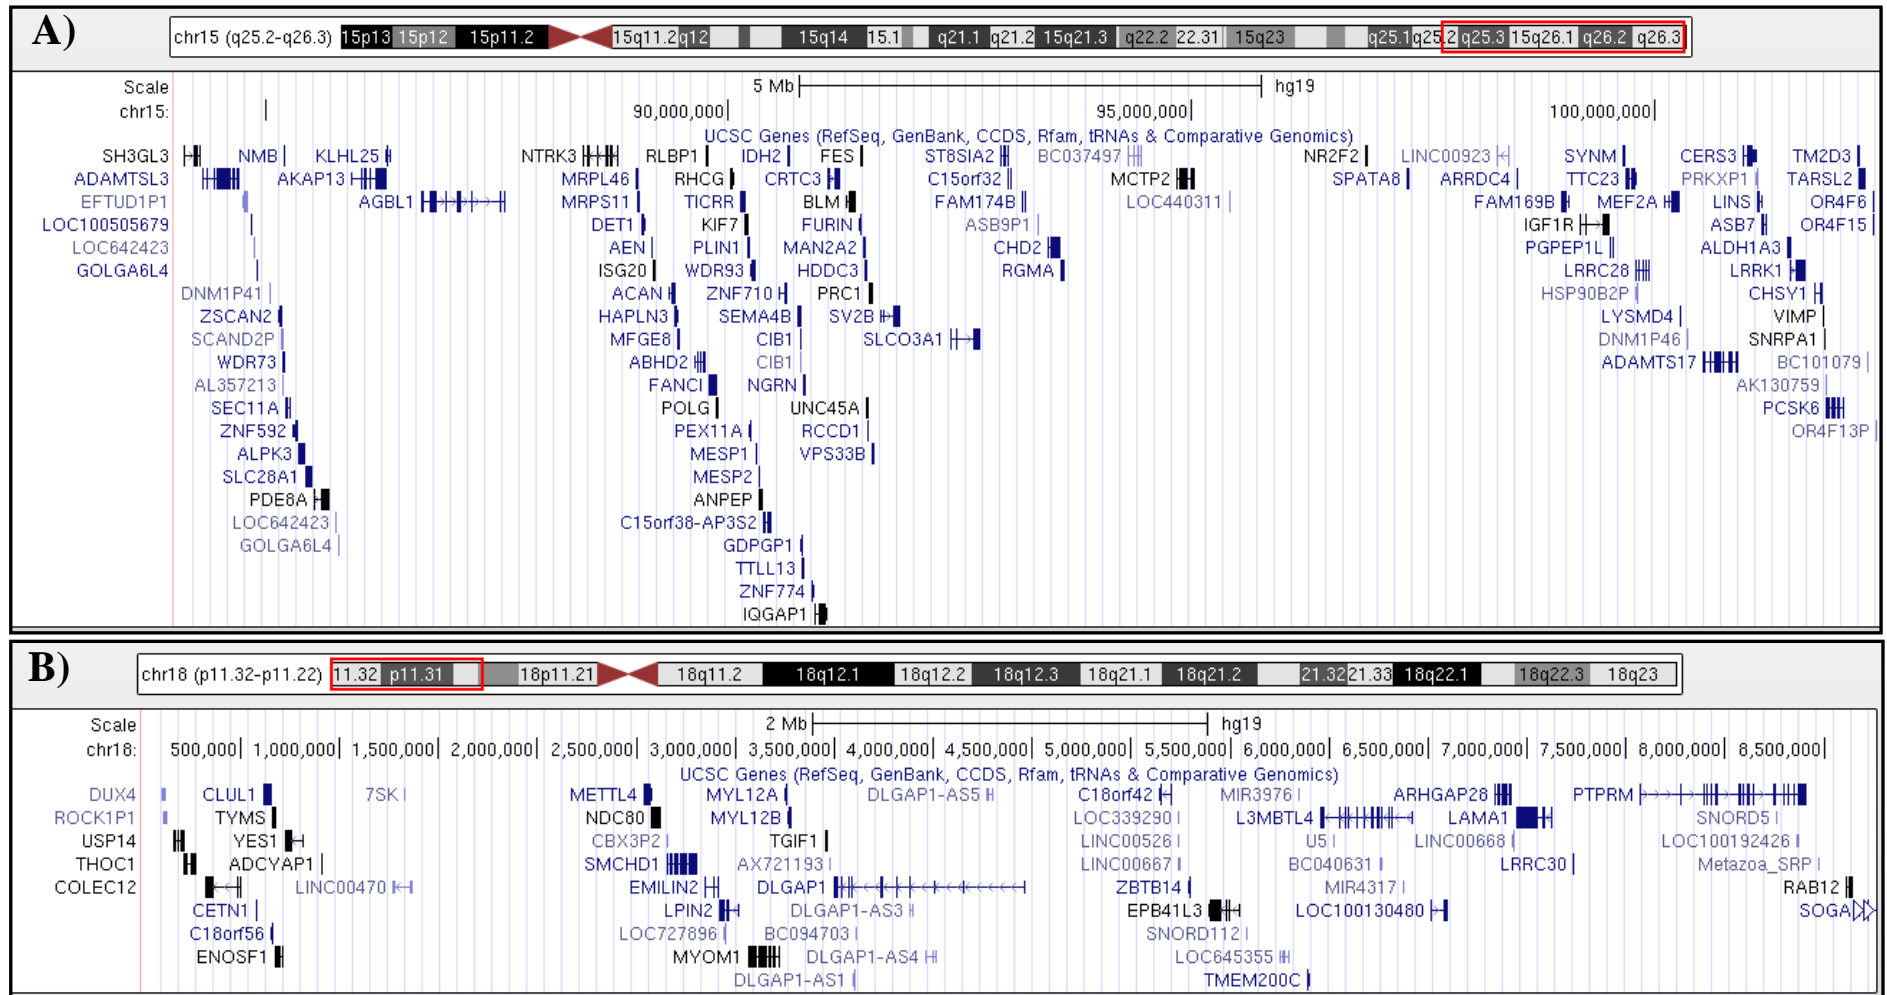 A)
chr15 (q25.2-q26.3) 15p13 15p12 15p11.2 15q11.2 q12 15q14 15.1 q21.1 q21.2 15q21.3 q22.2 22.31 15q23 q25.1 q25.2 q25.3 15q26.1 q26.2 q26.3
Scale 5 Mb hg19
chr15: 90,000,000 95,000,000 100,000,000
UCSC Genes (RefSeq, GenBank, CCDS, Rfam, tRNAs & Comparative Genomics)
SH3GL3 NMB KLHL25 NTRK3 RLBP1 IDH2 FES ST8SIA2 BC037497 NR2F2 LINC00923 SYNM CERS3 TM2D3
ADAMTSL3 AKAP13 MRPL46 RHCG CRTC3 C15orf32 MCTP2 SPATA8 ARRDC4 TTC23 PRKXP1 TARSL2
EFTUD1P1 AGBL1 MRPS11 TICRR BLM FAM174B LOC440311 FAM169B MEF2A LINS OR4F6
LOC100505679 DET1 KIF7 FURIN ASB9P1 IGF1R ASB7 OR4F15
LOC642423 AEN PLIN1 MAN2A2 CHD2 PGPEP1L ALDH1A3
GOLGA6L4 ISG20 WDR93 HDDC3 RGMA LRRC28 LRRK1
DNM1P41 ACAN ZNF710 PRC1 HSP90B2P CHSY1
ZSCAN2 HAPLN3 SEMA4B SV2B LYSMD4 VIMP
SCAND2P MFGE8 CIB1 SLCO3A1 DNM1P46 SNRPA1
WDR73 ABHD2 CIB1 ADAMTS17 BC101079
AL357213 FANCI NGRN AK130759
SEC11A POLG UNC45A PCSK6
ZNF592 PEX11A RCCD1 OR4F13P
ALPK3 MESP1 VPS33B
SLC28A1 MESP2
PDE8A ANPEP
LOC642423 C15orf38-AP3S2
GOLGA6L4 GDPGP1
TTLL13
ZNF774
IQGAP1
B)
chr18 (p11.32-p11.22) 11.32 p11.31 18p11.21 18q11.2 18q12.1 18q12.2 18q12.3 18q21.1 18q21.2 21.32 21.33 18q22.1 18q22.3 18q23
Scale 2 Mb hg19
chr18: 500,000 1,000,000 1,500,000 2,000,000 2,500,000 3,000,000 3,500,000 4,000,000 4,500,000 5,000,000 5,500,000 6,000,000 6,500,000 7,000,000 7,500,000 8,000,000 8,500,000
UCSC Genes (RefSeq, GenBank, CCDS, Rfam, tRNAs & Comparative Genomics)
DUX4 CLUL1 7SK METTL4 MYL12A DLGAP1-AS5 C18orf42 MIR3976 ARHGAP28 PTPRM
ROCK1P1 TYMS NDC80 MYL12B LOC339290 L3MBTL4 LAMA1 SNORD5
USP14 YES1 CBX3P2 TGIF1 LINC00526 U5 LINC00668 LOC100192426
THOC1 ADCYAP1 SMCHD1 AX721193 LINC00667 BC040631 LRRC30 Metazoa_SRP
COLEC12 LINC00470 EMILIN2 DLGAP1 ZBTB14 MIR4317 RAB12
CETN1 LPIN2 DLGAP1-AS3 EPB41L3 LOC100130480 SOGA
C18orf56 LOC727896 BC094703 SNORD112
ENOSF1 MYOM1 DLGAP1-AS4 LOC645355
DLGAP1-AS1 TMEM200C